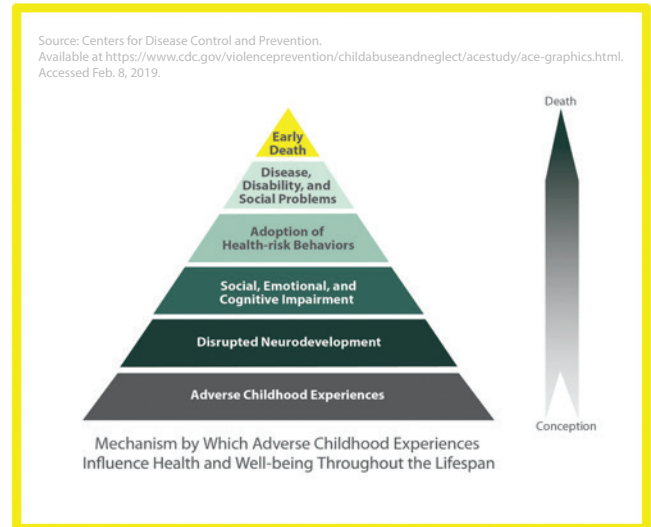 Source: Centers for Disease Control and Prevention.
Available at https://www.cdc.gov/violenceprevention/childabuseandneglect/acestudy/ace-graphics.html.
Accessed Feb. 8, 2019.
Death
Early
Death
Disease,
Disability, and
Social Problems
Adoption of
Health-risk Behaviors
Social, Emotional, and
Cognitive Impairment
Disrupted Neurodevelopment
Adverse Childhood Experiences
Conception
Mechanism by Which Adverse Childhood Experiences
Influence Health and Well-being Throughout the Lifespan